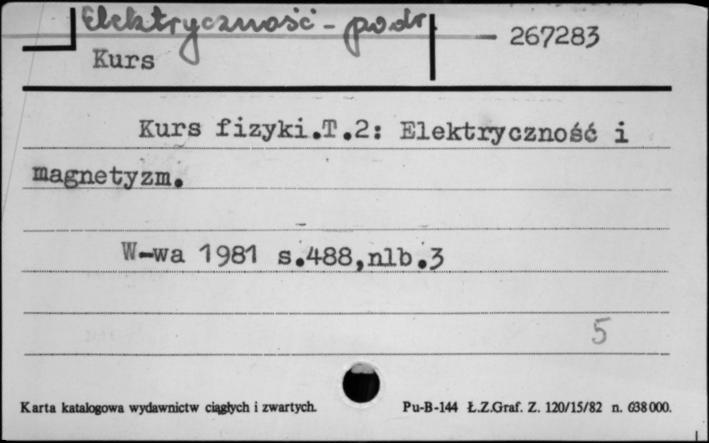 Elektryczność - podr.
267283
Kurs
Kurs fizyki.T.2: Elektryczność i
magnetyzm.
W-wa 1981 s.488,nlb.3
5
Karta katalogowa wydawnictw ciągłych i zwartych.
Pu-B-144 Ł.Z.Graf. Z. 120/15/82 n. 638000.